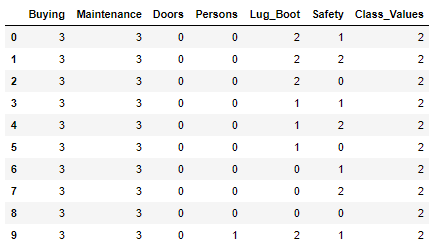 Buying Maintenance Doors Persons Lug_Boot Safety Class_Values
0 3 3 0 0 2 1 2
1 3 3 0 0 2 2 2
2 3 3 0 0 2 0 2
3 3 3 0 0 1 1 2
4 3 3 0 0 1 2 2
5 3 3 0 0 1 0 2
6 3 3 0 0 0 1 2
7 3 3 0 0 0 2 2
8 3 3 0 0 0 0 2
9 3 3 0 1 2 1 2